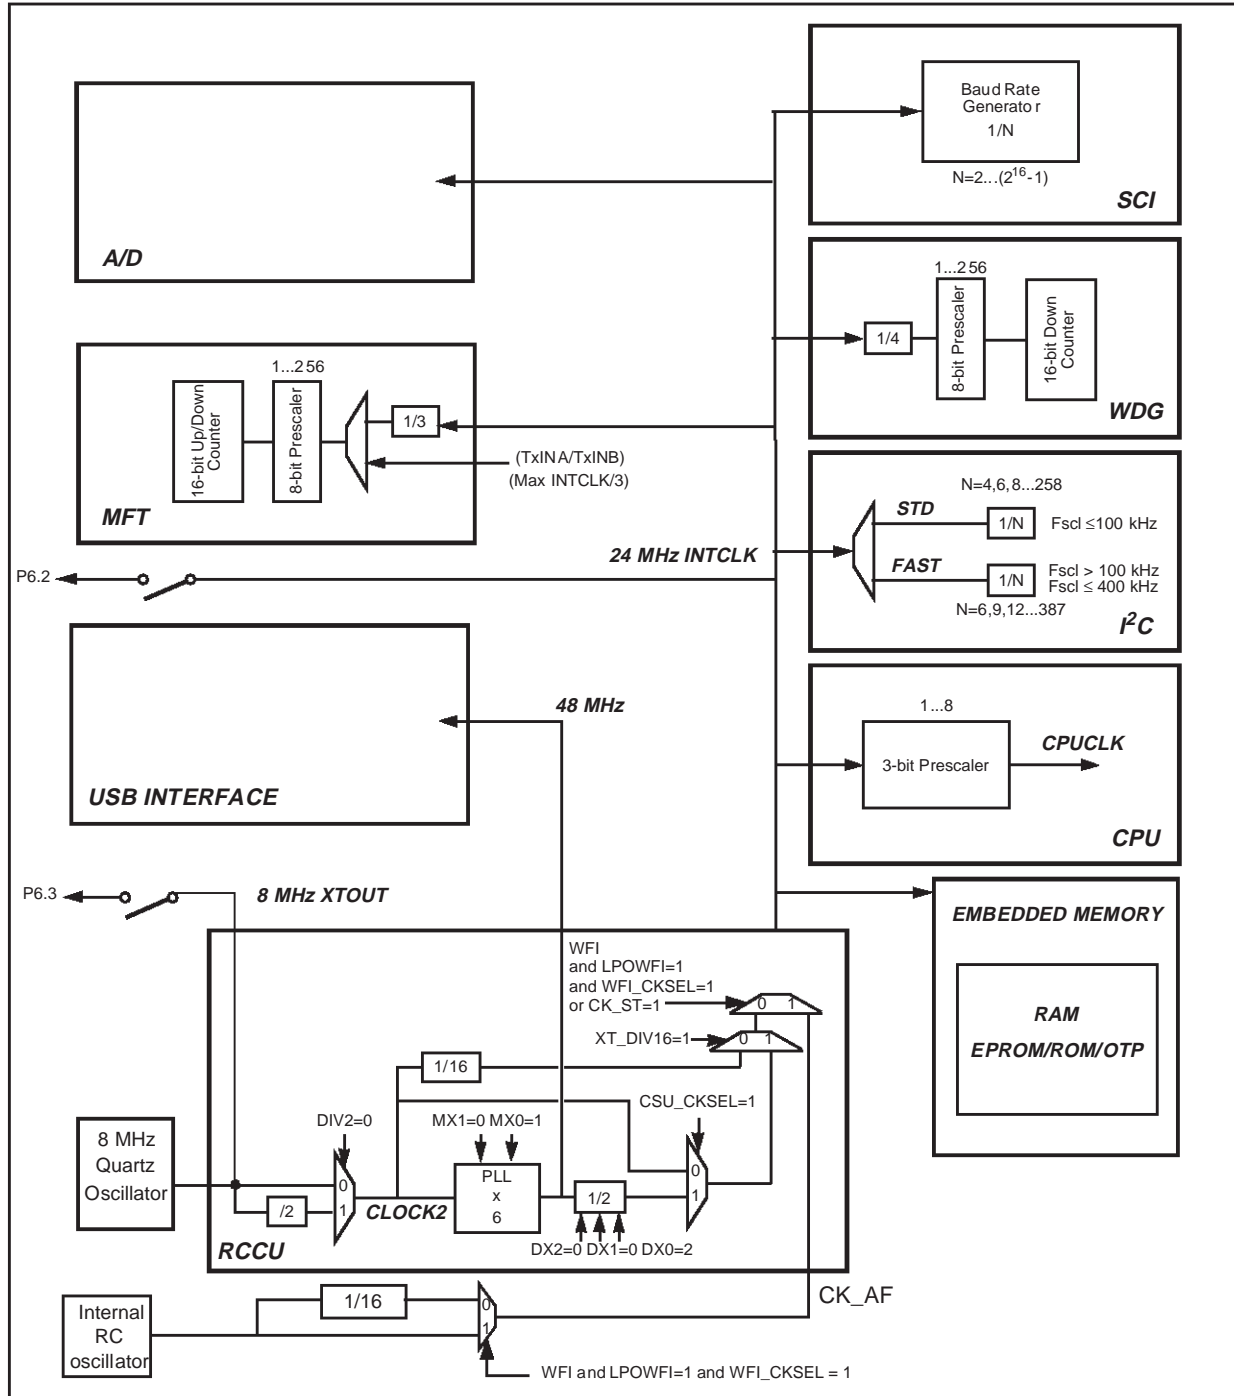 Baud Rate
Generator
1/N
N=2...(2^16-1)
SCI
A/D
1...256
1/4
8-bit Prescaler
16-bit Down
Counter
WDG
1...256
16-bit Up/Down
Counter
8-bit Prescaler
1/3
(TxINA/TxINB)
(Max INTCLK/3)
MFT
N=4,6,8...258
STD
1/N
Fscl ≤100 kHz
FAST
1/N
Fscl > 100 kHz
Fscl ≤ 400 kHz
N=6,9,12...387
I²C
24 MHz INTCLK
P6.2
48 MHz
USB INTERFACE
1...8
3-bit Prescaler
CPUCLK
CPU
P6.3
8 MHz XTOUT
EMBEDDED MEMORY
RAM
EPROM/ROM/OTP
WFI
and LPOWFI=1
and WFI_CKSEL=1
or CK_ST=1
0 1
XT_DIV16=1
0 1
1/16
CSU_CKSEL=1
DIV2=0
MX1=0 MX0=1
8 MHz
Quartz
Oscillator
0
1
/2
CLOCK2
PLL
x
6
1/2
0
1
DX2=0 DX1=0 DX0=2
RCCU
CK_AF
Internal
RC
oscillator
1/16
0
1
WFI and LPOWFI=1 and WFI_CKSEL = 1